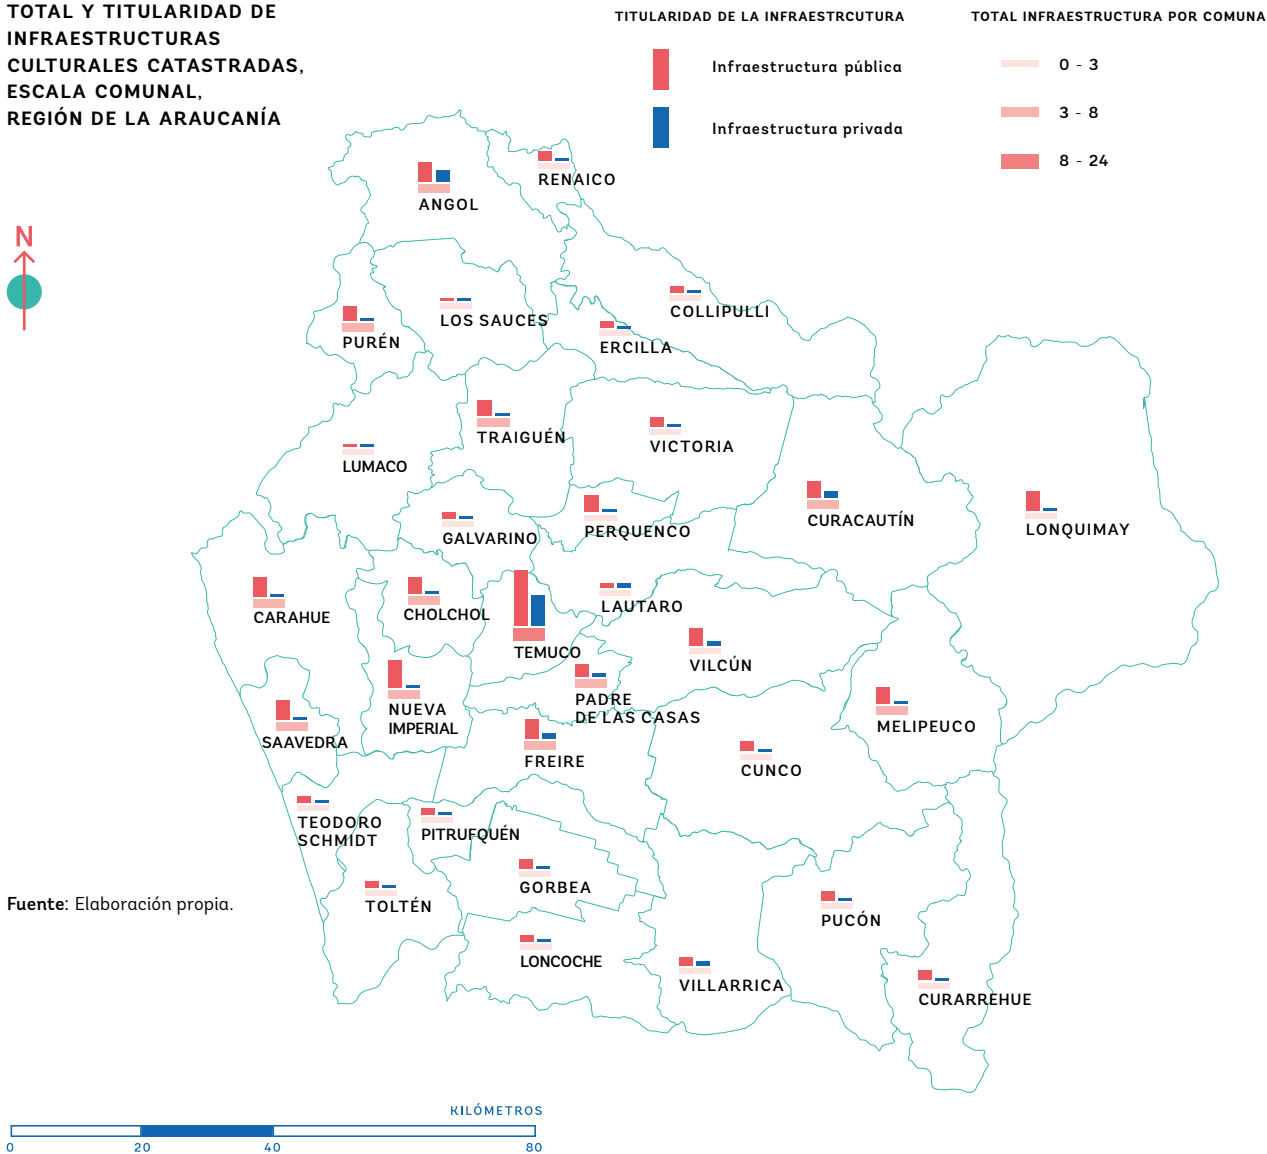 TOTAL Y TITULARIDAD DE
INFRAESTRUCTURAS
CULTURALES CATASTRADAS,
ESCALA COMUNAL,
REGIÓN DE LA ARAUCANÍA
TITULARIDAD DE LA INFRAESTRCUTURA
Infraestructura pública
Infraestructura privada
TOTAL INFRAESTRUCTURA POR COMUNA
0 - 3
3 - 8
8 - 24
N
RENAICO
ANGOL
COLLIPULLI
LOS SAUCES
PURÉN
ERCILLA
TRAIGUÉN
VICTORIA
LUMACO
CURACAUTÍN
LONQUIMAY
PERQUENCO
GALVARINO
LAUTARO
CARAHUE
CHOLCHOL
TEMUCO
VILCÚN
PADRE
DE LAS CASAS
NUEVA
IMPERIAL
MELIPEUCO
SAAVEDRA
FREIRE
CUNCO
TEODORO
SCHMIDT
PITRUFQUÉN
GORBEA
TOLTÉN
PUCÓN
LONCOCHE
VILLARRICA
CURARREHUE
Fuente: Elaboración propia.
KILÓMETROS
0 20 40 80